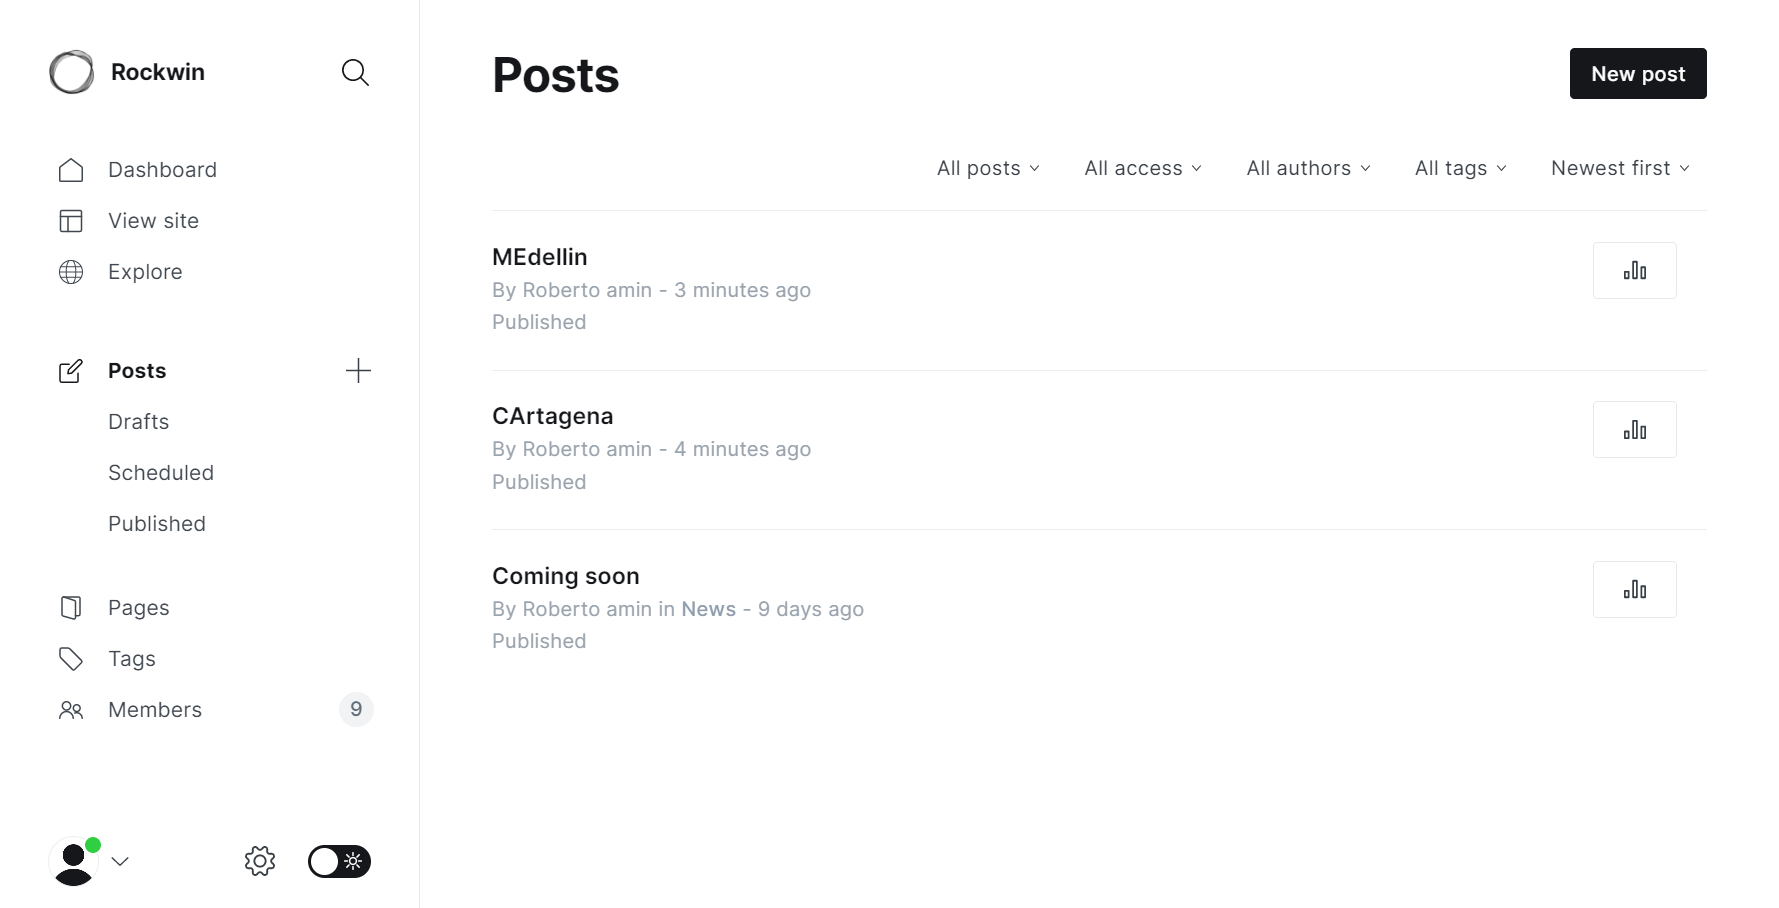 Rockwin
Dashboard
View site
Explore
Posts
Drafts
Scheduled
Published
Pages
Tags
Members 9
Posts
New post
All posts All access All authors All tags Newest first
MEdellin
By Roberto amin - 3 minutes ago
Published
CArtagena
By Roberto amin - 4 minutes ago
Published
Coming soon
By Roberto amin in News - 9 days ago
Published